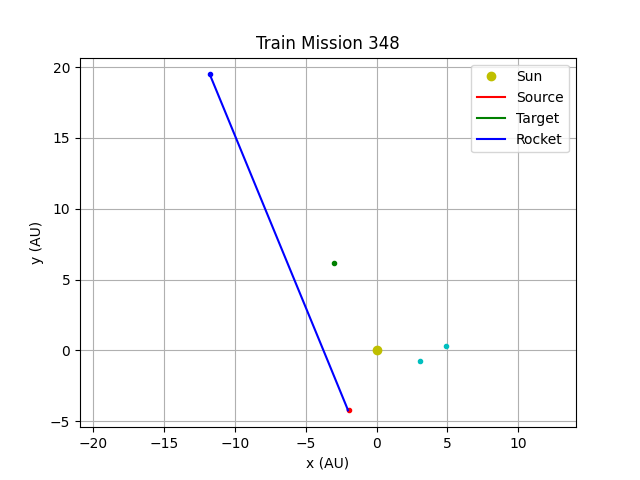 Train Mission 348
Sun
Source
Target
Rocket
20
15
10
5
0
−5
y (AU)
−20
−15
−10
−5
0
5
10
x (AU)